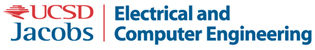 UCSD
Jacobs
Electrical and
Computer Engineering